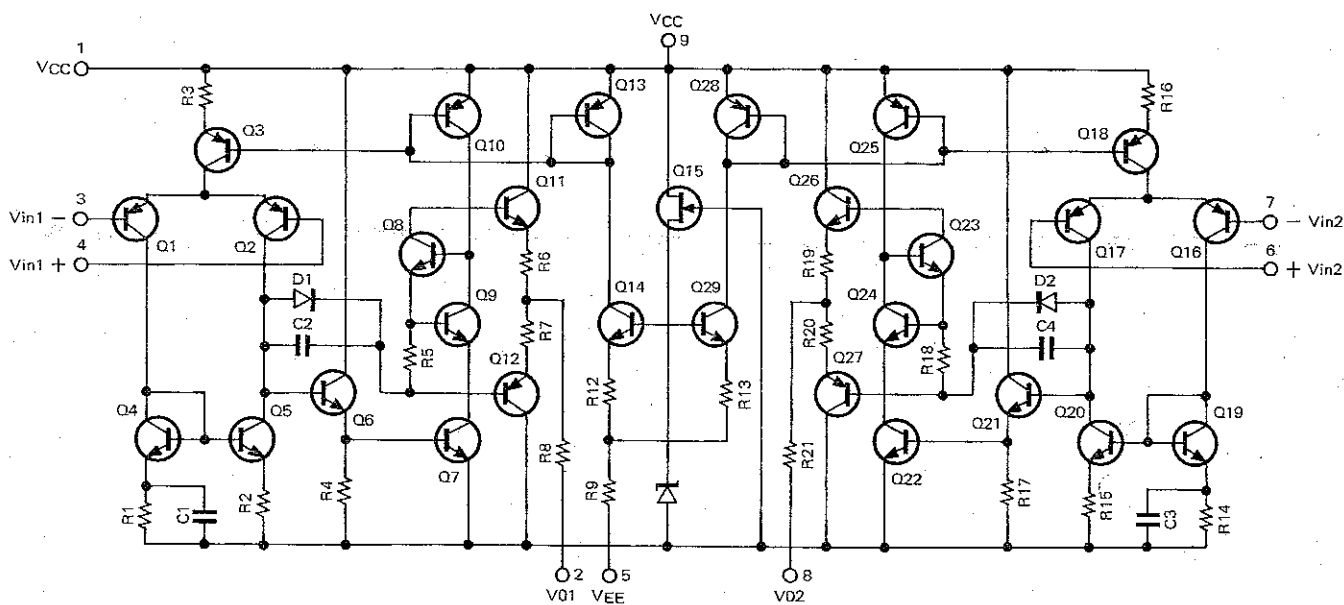 VCC
9
1
VCC
R3
Q3
Q10
Q13
Q28
Q25
R16
Q18
Q11
Q15
Q26
Q23
3
Vin1 −
4
Vin1 +
Q1
Q2
Q8
R6
R19
Q17
Q16
7
− Vin2
6
+ Vin2
D1
C2
Q9
R5
R7
Q12
Q14
Q29
Q24
R20
R18
Q27
D2
C4
Q4
Q5
Q6
Q7
R8
R12
R13
R21
Q22
Q21
Q20
Q19
R1
C1
R2
R4
R9
R17
R15
C3
R14
2
V01
5
VEE
8
V02